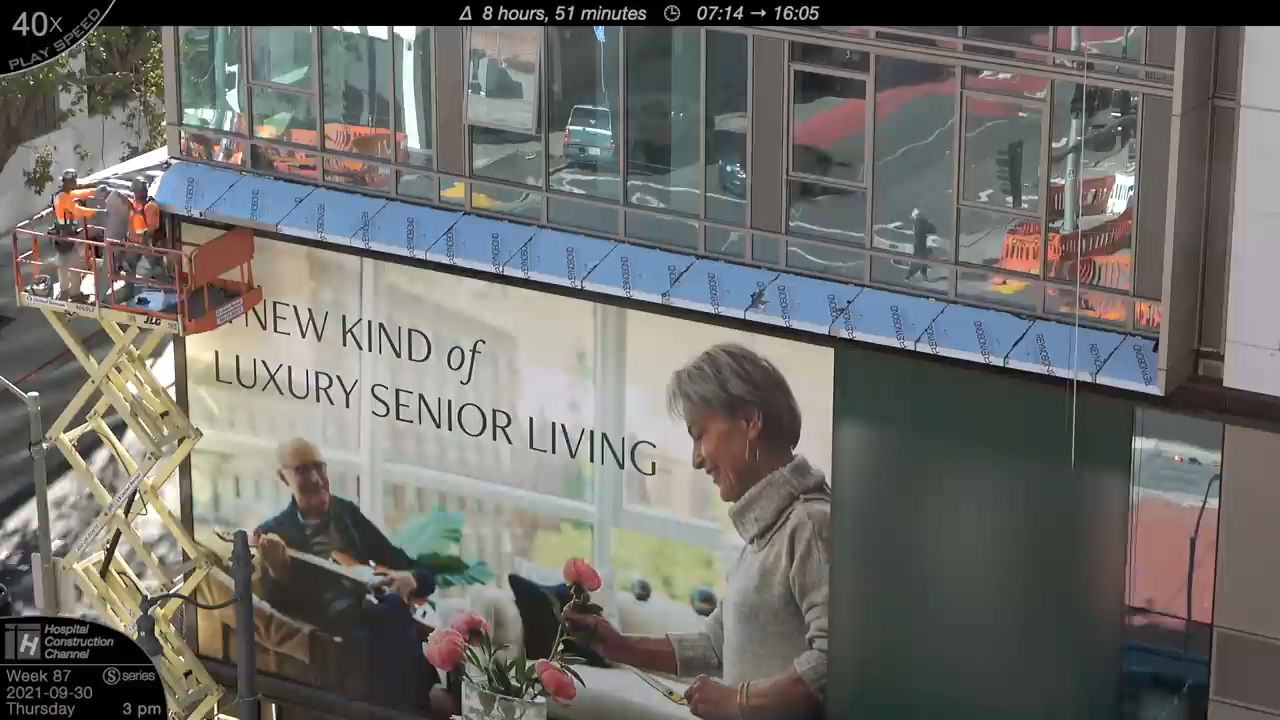 40x
PLAY SPEED
Δ 8 hours, 51 minutes 07:14 → 16:05
NEW KIND of
LUXURY SENIOR LIVING
JLG
H Hospital
Construction
Channel
Week 87 S series
2021-09-30
Thursday 3 pm